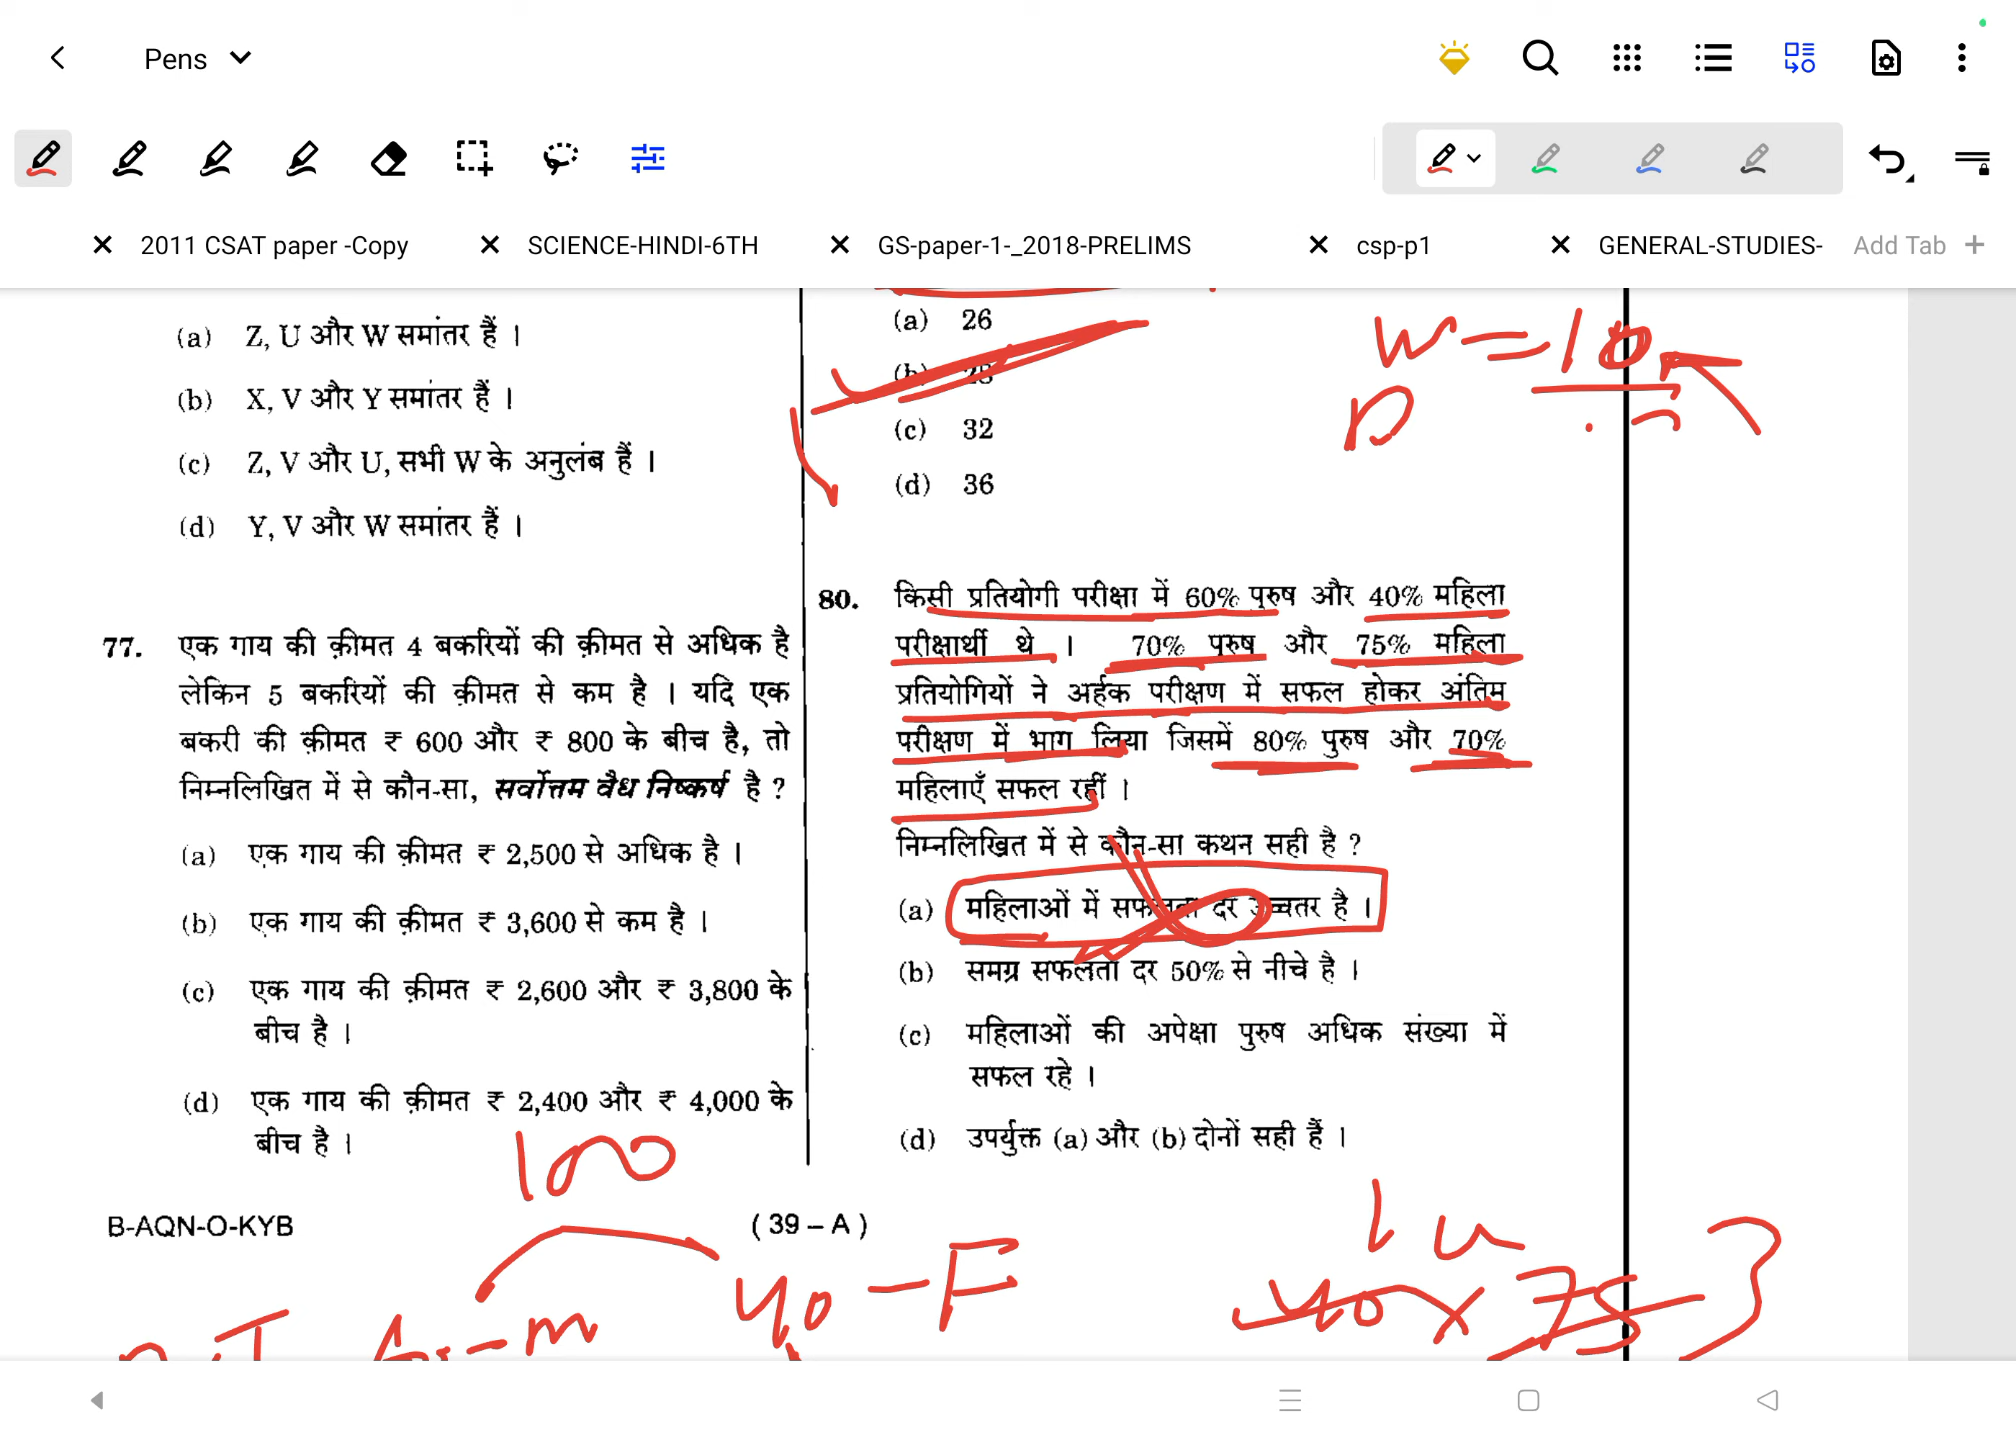 Pens
2011 CSAT paper -Copy
SCIENCE-HINDI-6TH
GS-paper-1-_2018-PRELIMS
csp-p1
GENERAL-STUDIES-
Add Tab +
(a) Z, U और W समांतर हैं ।
(b) X, V और Y समांतर हैं ।
(c) Z, V और U, सभी W के अनुलंब हैं ।
(d) Y, V और W समांतर हैं ।
77. एक गाय की क़ीमत 4 बकरियों की क़ीमत से अधिक है
लेकिन 5 बकरियों की क़ीमत से कम है । यदि एक
बकरी की क़ीमत ₹ 600 और ₹ 800 के बीच है, तो
निम्नलिखित में से कौन-सा, सर्वोत्तम वैध निष्कर्ष है ?
(a) एक गाय की क़ीमत ₹ 2,500 से अधिक है ।
(b) एक गाय की क़ीमत ₹ 3,600 से कम है ।
(c) एक गाय की क़ीमत ₹ 2,600 और ₹ 3,800 के
बीच है ।
(d) एक गाय की क़ीमत ₹ 2,400 और ₹ 4,000 के
बीच है ।
(a) 26
(b) 28
(c) 32
(d) 36
W = 10
D
80. किसी प्रतियोगी परीक्षा में 60% पुरुष और 40% महिला
परीक्षार्थी थे । 70% पुरुष और 75% महिला
प्रतियोगियों ने अर्हक परीक्षण में सफल होकर अंतिम
परीक्षण में भाग लिया जिसमें 80% पुरुष और 70%
महिलाएँ सफल रहीं ।
निम्नलिखित में से कौन-सा कथन सही है ?
(a) महिलाओं में सफलता दर उच्चतर है ।
(b) समग्र सफलता दर 50% से नीचे है ।
(c) महिलाओं की अपेक्षा पुरुष अधिक संख्या में
सफल रहे ।
(d) उपर्युक्त (a) और (b) दोनों सही हैं ।
100
B-AQN-O-KYB
( 39 – A )
40 – F
40 x 75 3